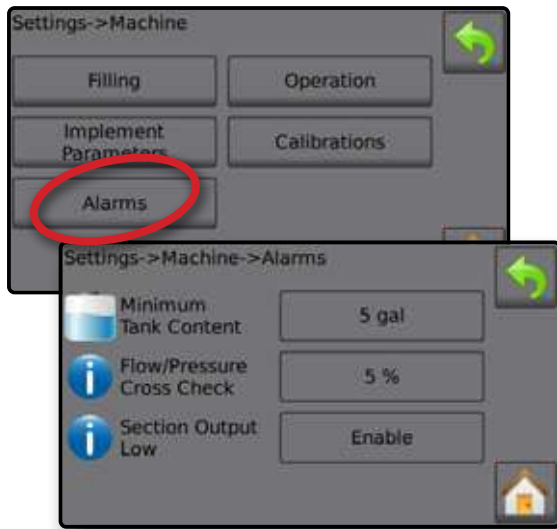 Settings->Machine
Filling
Operation
Implement
Parameters
Calibrations
Alarms
Settings->Machine->Alarms
Minimum
Tank Content
5 gal
Flow/Pressure
Cross Check
5 %
Section Output
Low
Enable